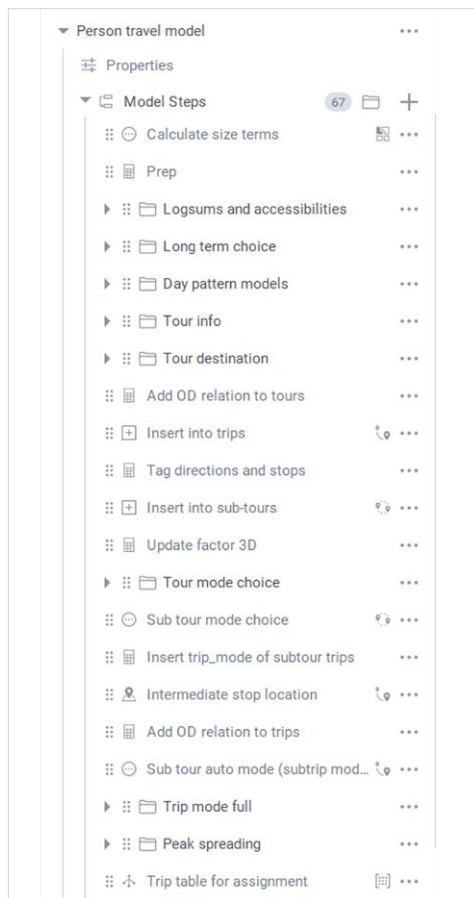 Person travel model
Properties
Model Steps 67
Calculate size terms
Prep
Logsums and accessibilities
Long term choice
Day pattern models
Tour info
Tour destination
Add OD relation to tours
Insert into trips
Tag directions and stops
Insert into sub-tours
Update factor 3D
Tour mode choice
Sub tour mode choice
Insert trip_mode of subtour trips
Intermediate stop location
Add OD relation to trips
Sub tour auto mode (subtrip mod...
Trip mode full
Peak spreading
Trip table for assignment